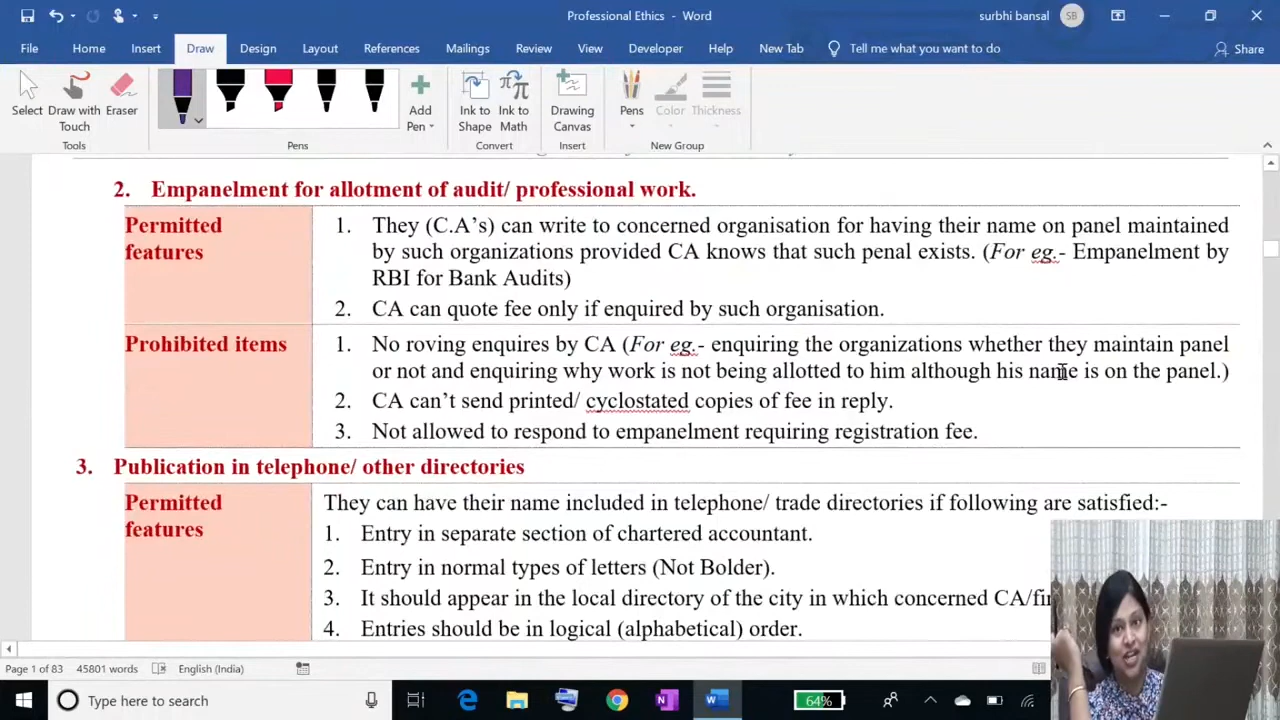 Professional Ethics - Word
surbhi bansal
SB
File Home Insert Draw Design Layout References Mailings Review View Developer Help New Tab Tell me what you want to do Share
Select
Draw with Touch
Eraser
Add Pen
Ink to Shape
Ink to Math
Drawing Canvas
Pens
Color
Thickness
Tools Pens Convert Insert New Group
2. Empanelment for allotment of audit/ professional work.
Permitted features
1. They (C.A's) can write to concerned organisation for having their name on panel maintained
by such organizations provided CA knows that such penal exists. (For eg.- Empanelment by
RBI for Bank Audits)
2. CA can quote fee only if enquired by such organisation.
Prohibited items
1. No roving enquires by CA (For eg.- enquiring the organizations whether they maintain panel
or not and enquiring why work is not being allotted to him although his name is on the panel.)
2. CA can't send printed/ cyclostated copies of fee in reply.
3. Not allowed to respond to empanelment requiring registration fee.
3. Publication in telephone/ other directories
Permitted features
They can have their name included in telephone/ trade directories if following are satisfied:-
1. Entry in separate section of chartered accountant.
2. Entry in normal types of letters (Not Bolder).
3. It should appear in the local directory of the city in which concerned CA/fi
4. Entries should be in logical (alphabetical) order.
Page 1 of 83 45801 words English (India)
Type here to search
64%